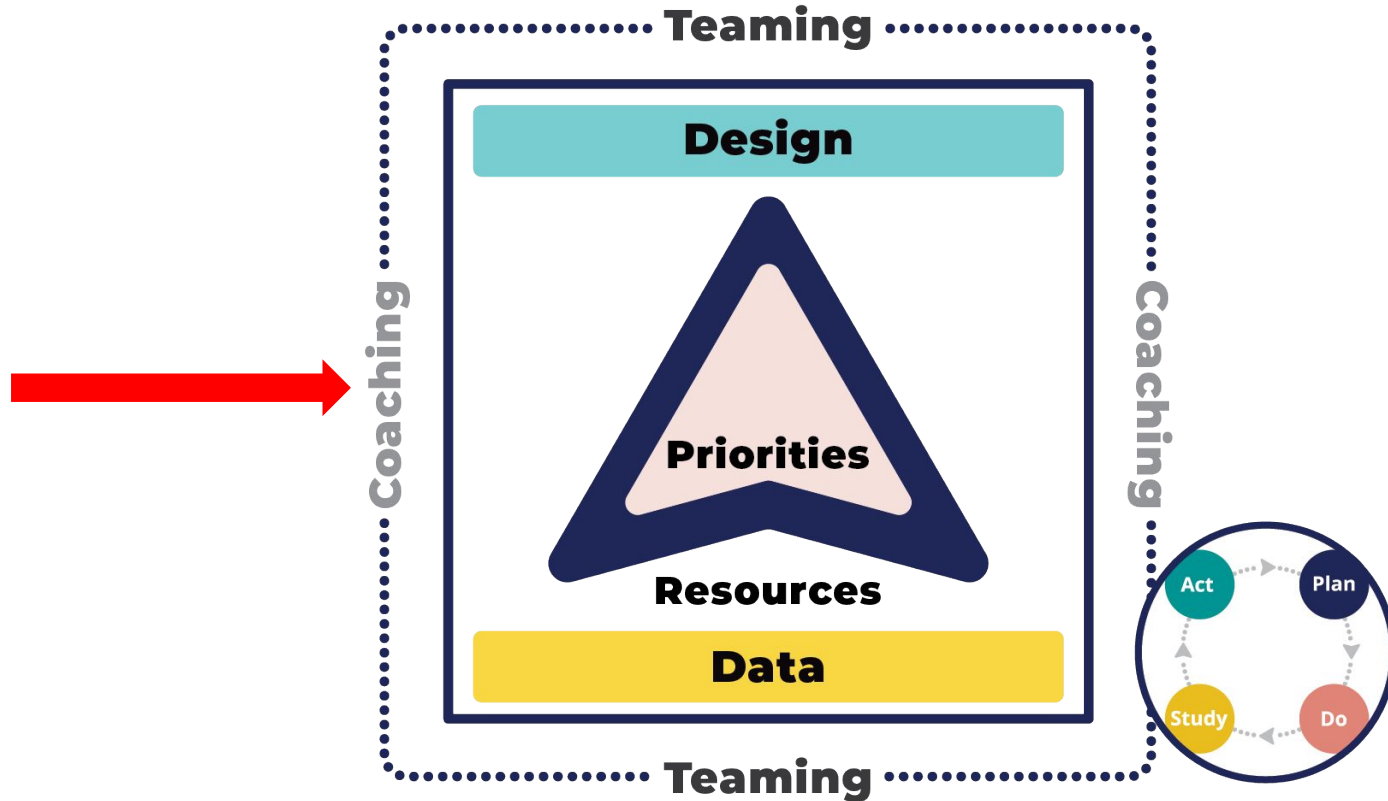 Teaming
Design
Coaching
Coaching
Priorities
Resources
Data
Act
Plan
Study
Do
Teaming